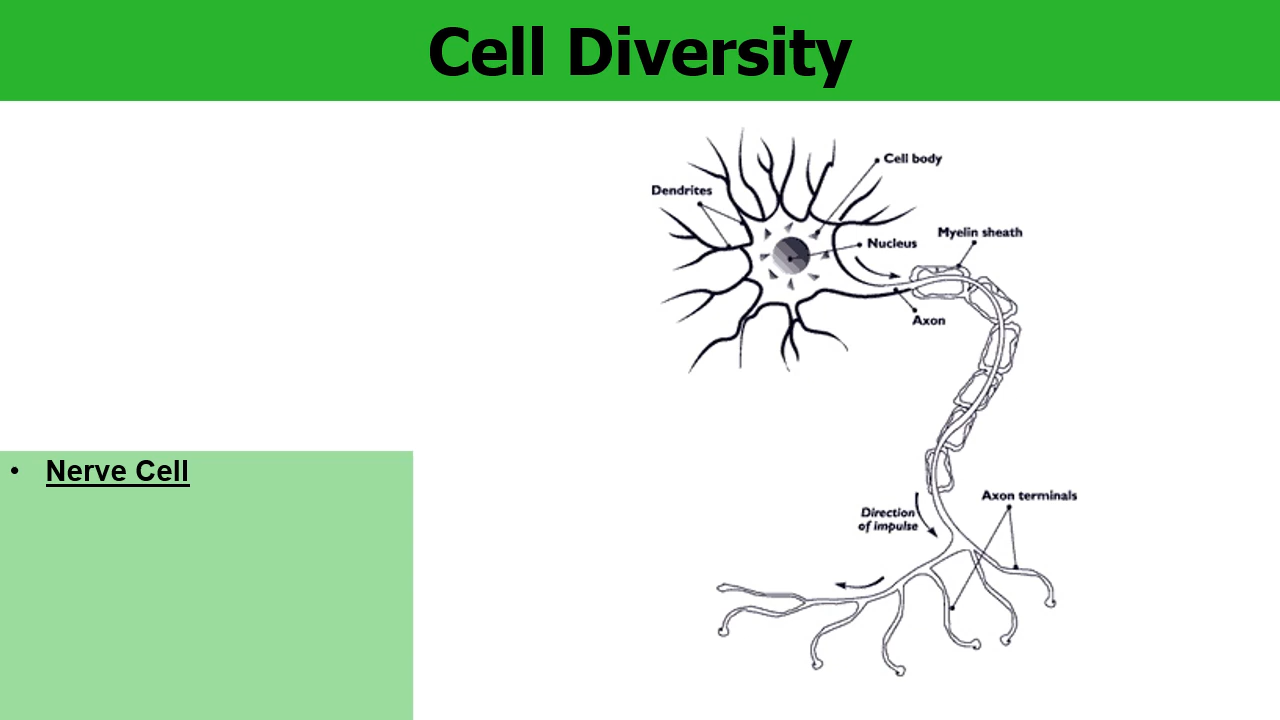 Cell Diversity
Cell body
Dendrites
Nucleus
Myelin sheath
Axon
• Nerve Cell
Axon terminals
Direction
of impulse